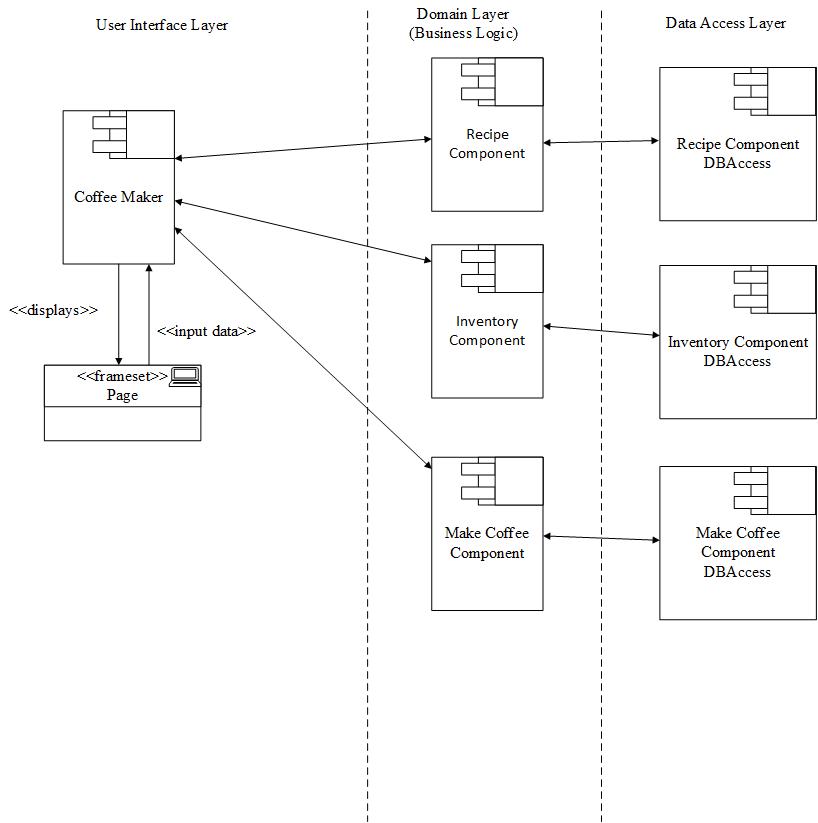 User Interface Layer
Domain Layer
(Business Logic)
Data Access Layer
Coffee Maker
<<displays>>
<<input data>>
<<frameset>>
Page
Recipe
Component
Inventory
Component
Make Coffee
Component
Recipe Component
DBAccess
Inventory Component
DBAccess
Make Coffee
Component
DBAccess